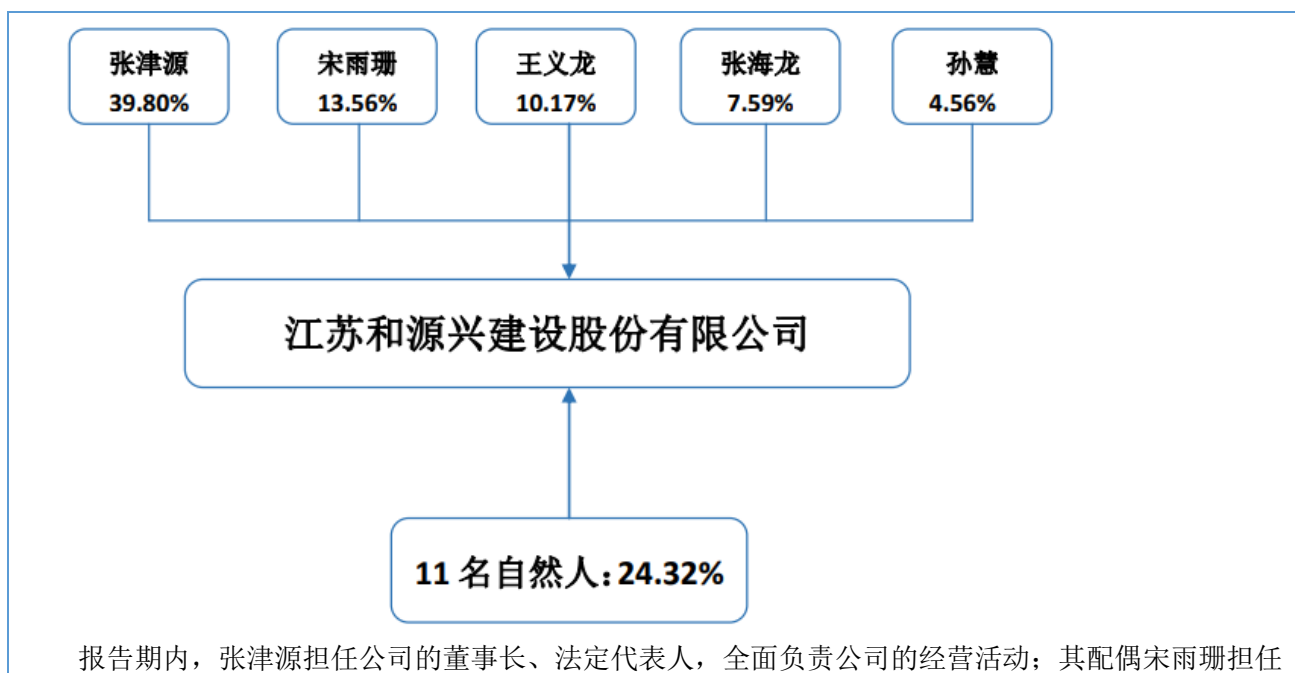 张津源 宋雨珊 王义龙 张海龙 孙慧
39.80% 13.56% 10.17% 7.59% 4.56%
江苏和源兴建设股份有限公司
11 名自然人：24.32%
报告期内，张津源担任公司的董事长、法定代表人，全面负责公司的经营活动；其配偶宋雨珊担任